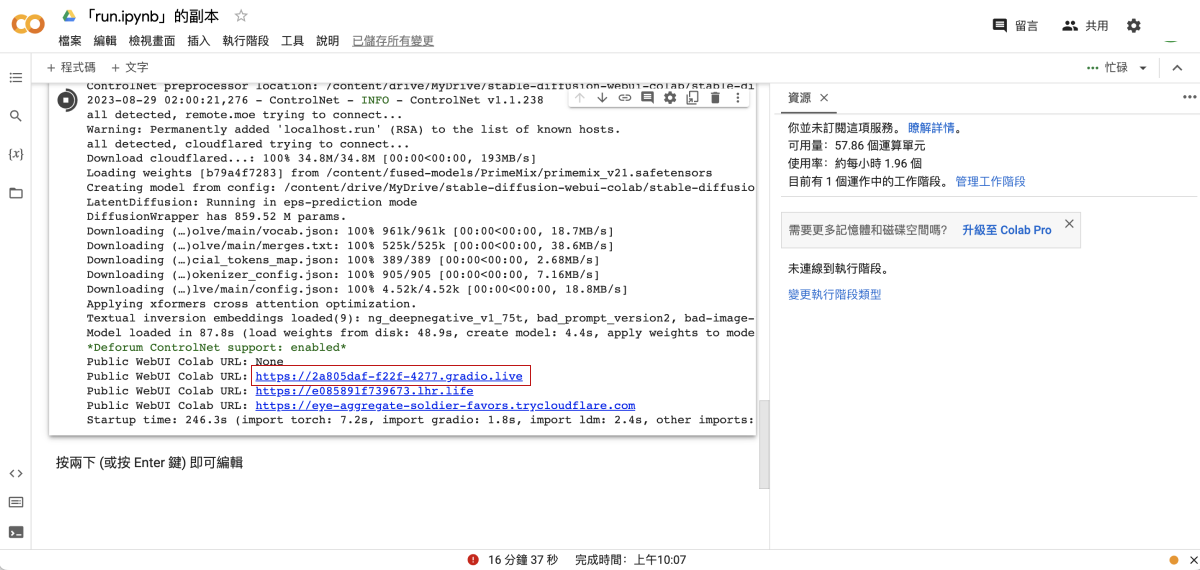 CO
「run.ipynb」的副本
檔案 編輯 檢視畫面 插入 執行階段 工具 說明 已儲存所有變更
留言 共用
+ 程式碼 + 文字
忙碌
ControlNet preprocessor location: /content/drive/MyDrive/stable-diffusion-webui-colab/stable-di
2023-08-29 02:00:21,276 - ControlNet - INFO - ControlNet v1.1.238
all detected, remote.moe trying to connect...
Warning: Permanently added 'localhost.run' (RSA) to the list of known hosts.
all detected, cloudflared trying to connect...
Download cloudflared...: 100% 34.8M/34.8M [00:00<00:00, 193MB/s]
Loading weights [b79a4f7283] from /content/fused-models/PrimeMix/primemix_v21.safetensors
Creating model from config: /content/drive/MyDrive/stable-diffusion-webui-colab/stable-diffusio
LatentDiffusion: Running in eps-prediction mode
DiffusionWrapper has 859.52 M params.
Downloading (…)olve/main/vocab.json: 100% 961k/961k [00:00<00:00, 18.7MB/s]
Downloading (…)olve/main/merges.txt: 100% 525k/525k [00:00<00:00, 38.6MB/s]
Downloading (…)cial_tokens_map.json: 100% 389/389 [00:00<00:00, 2.68MB/s]
Downloading (…)okenizer_config.json: 100% 905/905 [00:00<00:00, 7.16MB/s]
Downloading (…)lve/main/config.json: 100% 4.52k/4.52k [00:00<00:00, 18.8MB/s]
Applying xformers cross attention optimization.
Textual inversion embeddings loaded(9): ng_deepnegative_v1_75t, bad_prompt_version2, bad-image-
Model loaded in 87.8s (load weights from disk: 48.9s, create model: 4.4s, apply weights to mode
*Deforum ControlNet support: enabled*
Public WebUI Colab URL: None
Public WebUI Colab URL: https://2a805daf-f22f-4277.gradio.live
Public WebUI Colab URL: https://e085891f739673.lhr.life
Public WebUI Colab URL: https://eye-aggregate-soldier-favors.trycloudflare.com
Startup time: 246.3s (import torch: 7.2s, import gradio: 1.8s, import ldm: 2.4s, other imports:
按兩下 (或按 Enter 鍵) 即可編輯
資源
你並未訂閱這項服務。 瞭解詳情。
可用量: 57.86 個運算單元
使用率: 約每小時 1.96 個
目前有 1 個運作中的工作階段。 管理工作階段
需要更多記憶體和磁碟空間嗎? 升級至 Colab Pro
未連線到執行階段。
變更執行階段類型
16 分鐘 37 秒 完成時間: 上午10:07